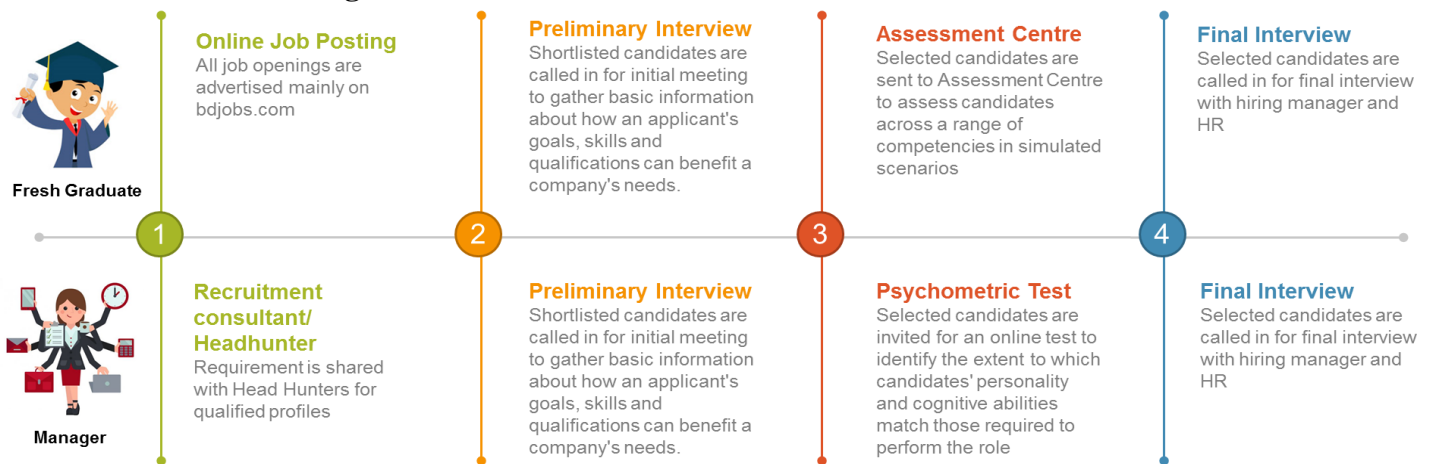 Online Job Posting
All job openings are
advertised mainly on
bdjobs.com
Preliminary Interview
Shortlisted candidates are
called in for initial meeting
to gather basic information
about how an applicant's
goals, skills and
qualifications can benefit a
company's needs.
Assessment Centre
Selected candidates are
sent to Assessment Centre
to assess candidates
across a range of
competencies in simulated
scenarios
Final Interview
Selected candidates are
called in for final interview
with hiring manager and
HR
Fresh Graduate
1
2
3
4
Recruitment
consultant/
Headhunter
Requirement is shared
with Head Hunters for
qualified profiles
Preliminary Interview
Shortlisted candidates are
called in for initial meeting
to gather basic information
about how an applicant's
goals, skills and
qualifications can benefit a
company's needs.
Psychometric Test
Selected candidates are
invited for an online test to
identify the extent to which
candidates' personality
and cognitive abilities
match those required to
perform the role
Final Interview
Selected candidates are
called in for final interview
with hiring manager and
HR
Manager